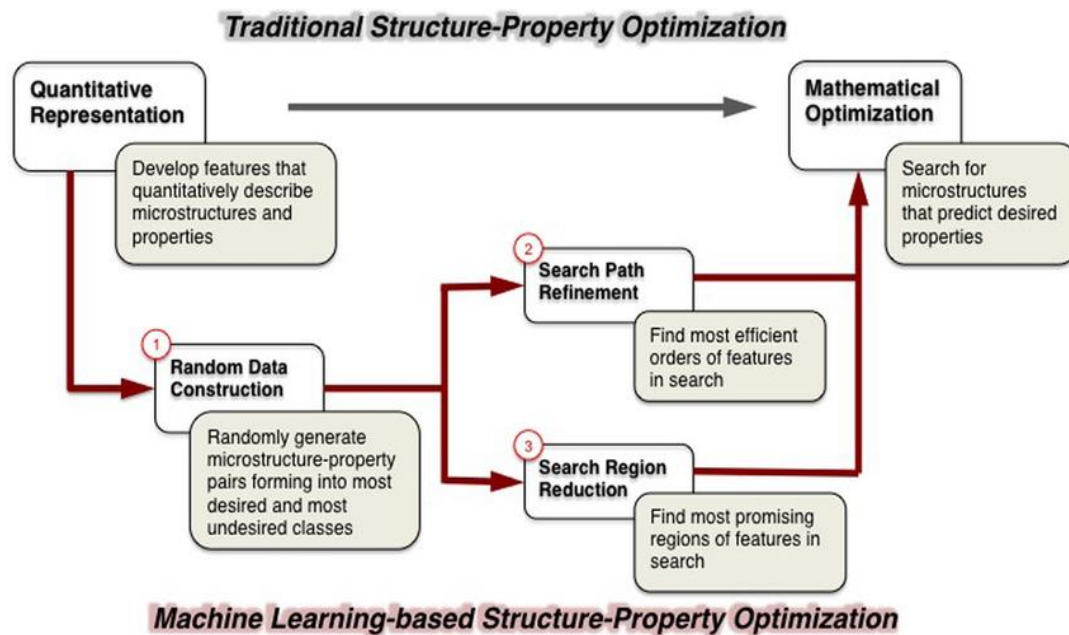 Traditional Structure-Property Optimization
Quantitative
Representation
Develop features that
quantitatively describe
microstructures and
properties
Mathematical
Optimization
Search for
microstructures
that predict desired
properties
1
Random Data
Construction
Randomly generate
microstructure-property
pairs forming into most
desired and most
undesired classes
2
Search Path
Refinement
Find most efficient
orders of features
in search
3
Search Region
Reduction
Find most promising
regions of features in
search
Machine Learning-based Structure-Property Optimization